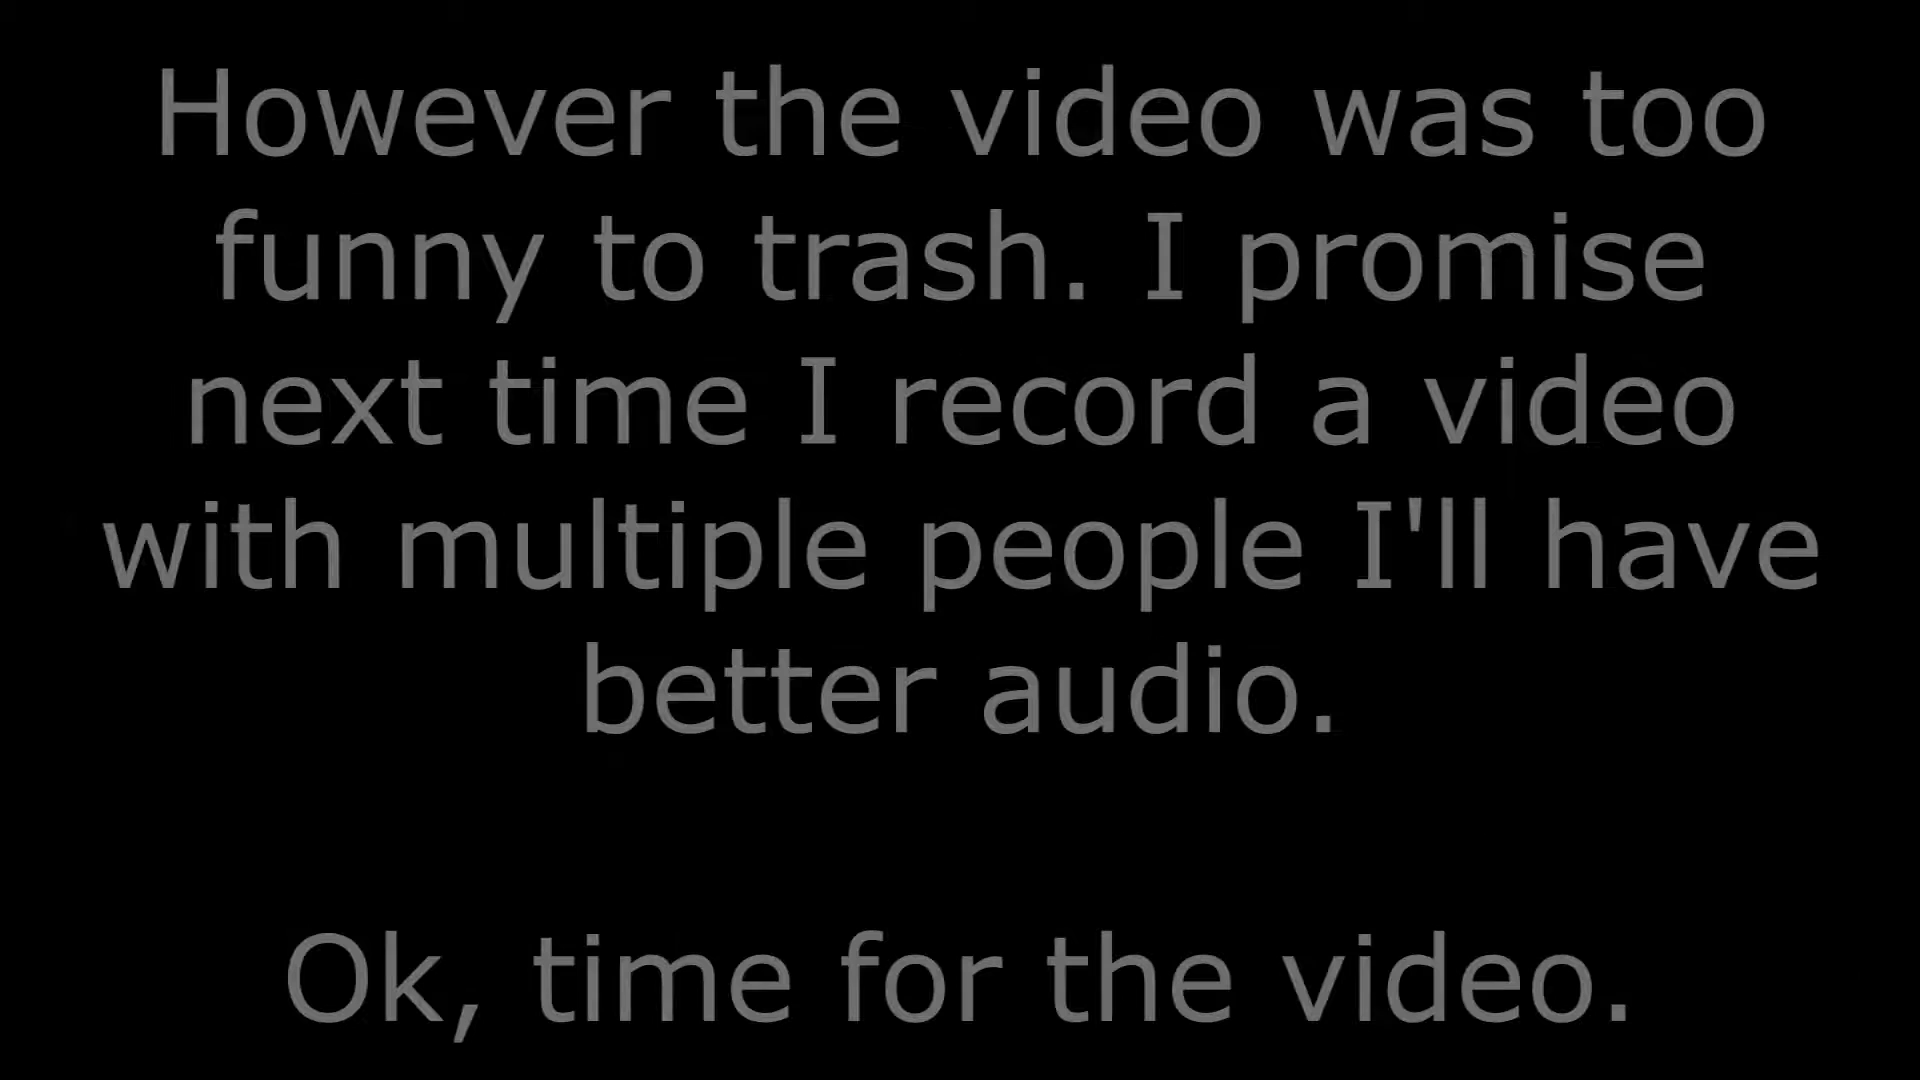 However the video was too
funny to trash. I promise
next time I record a video
with multiple people I'll have
better audio.
Ok, time for the video.